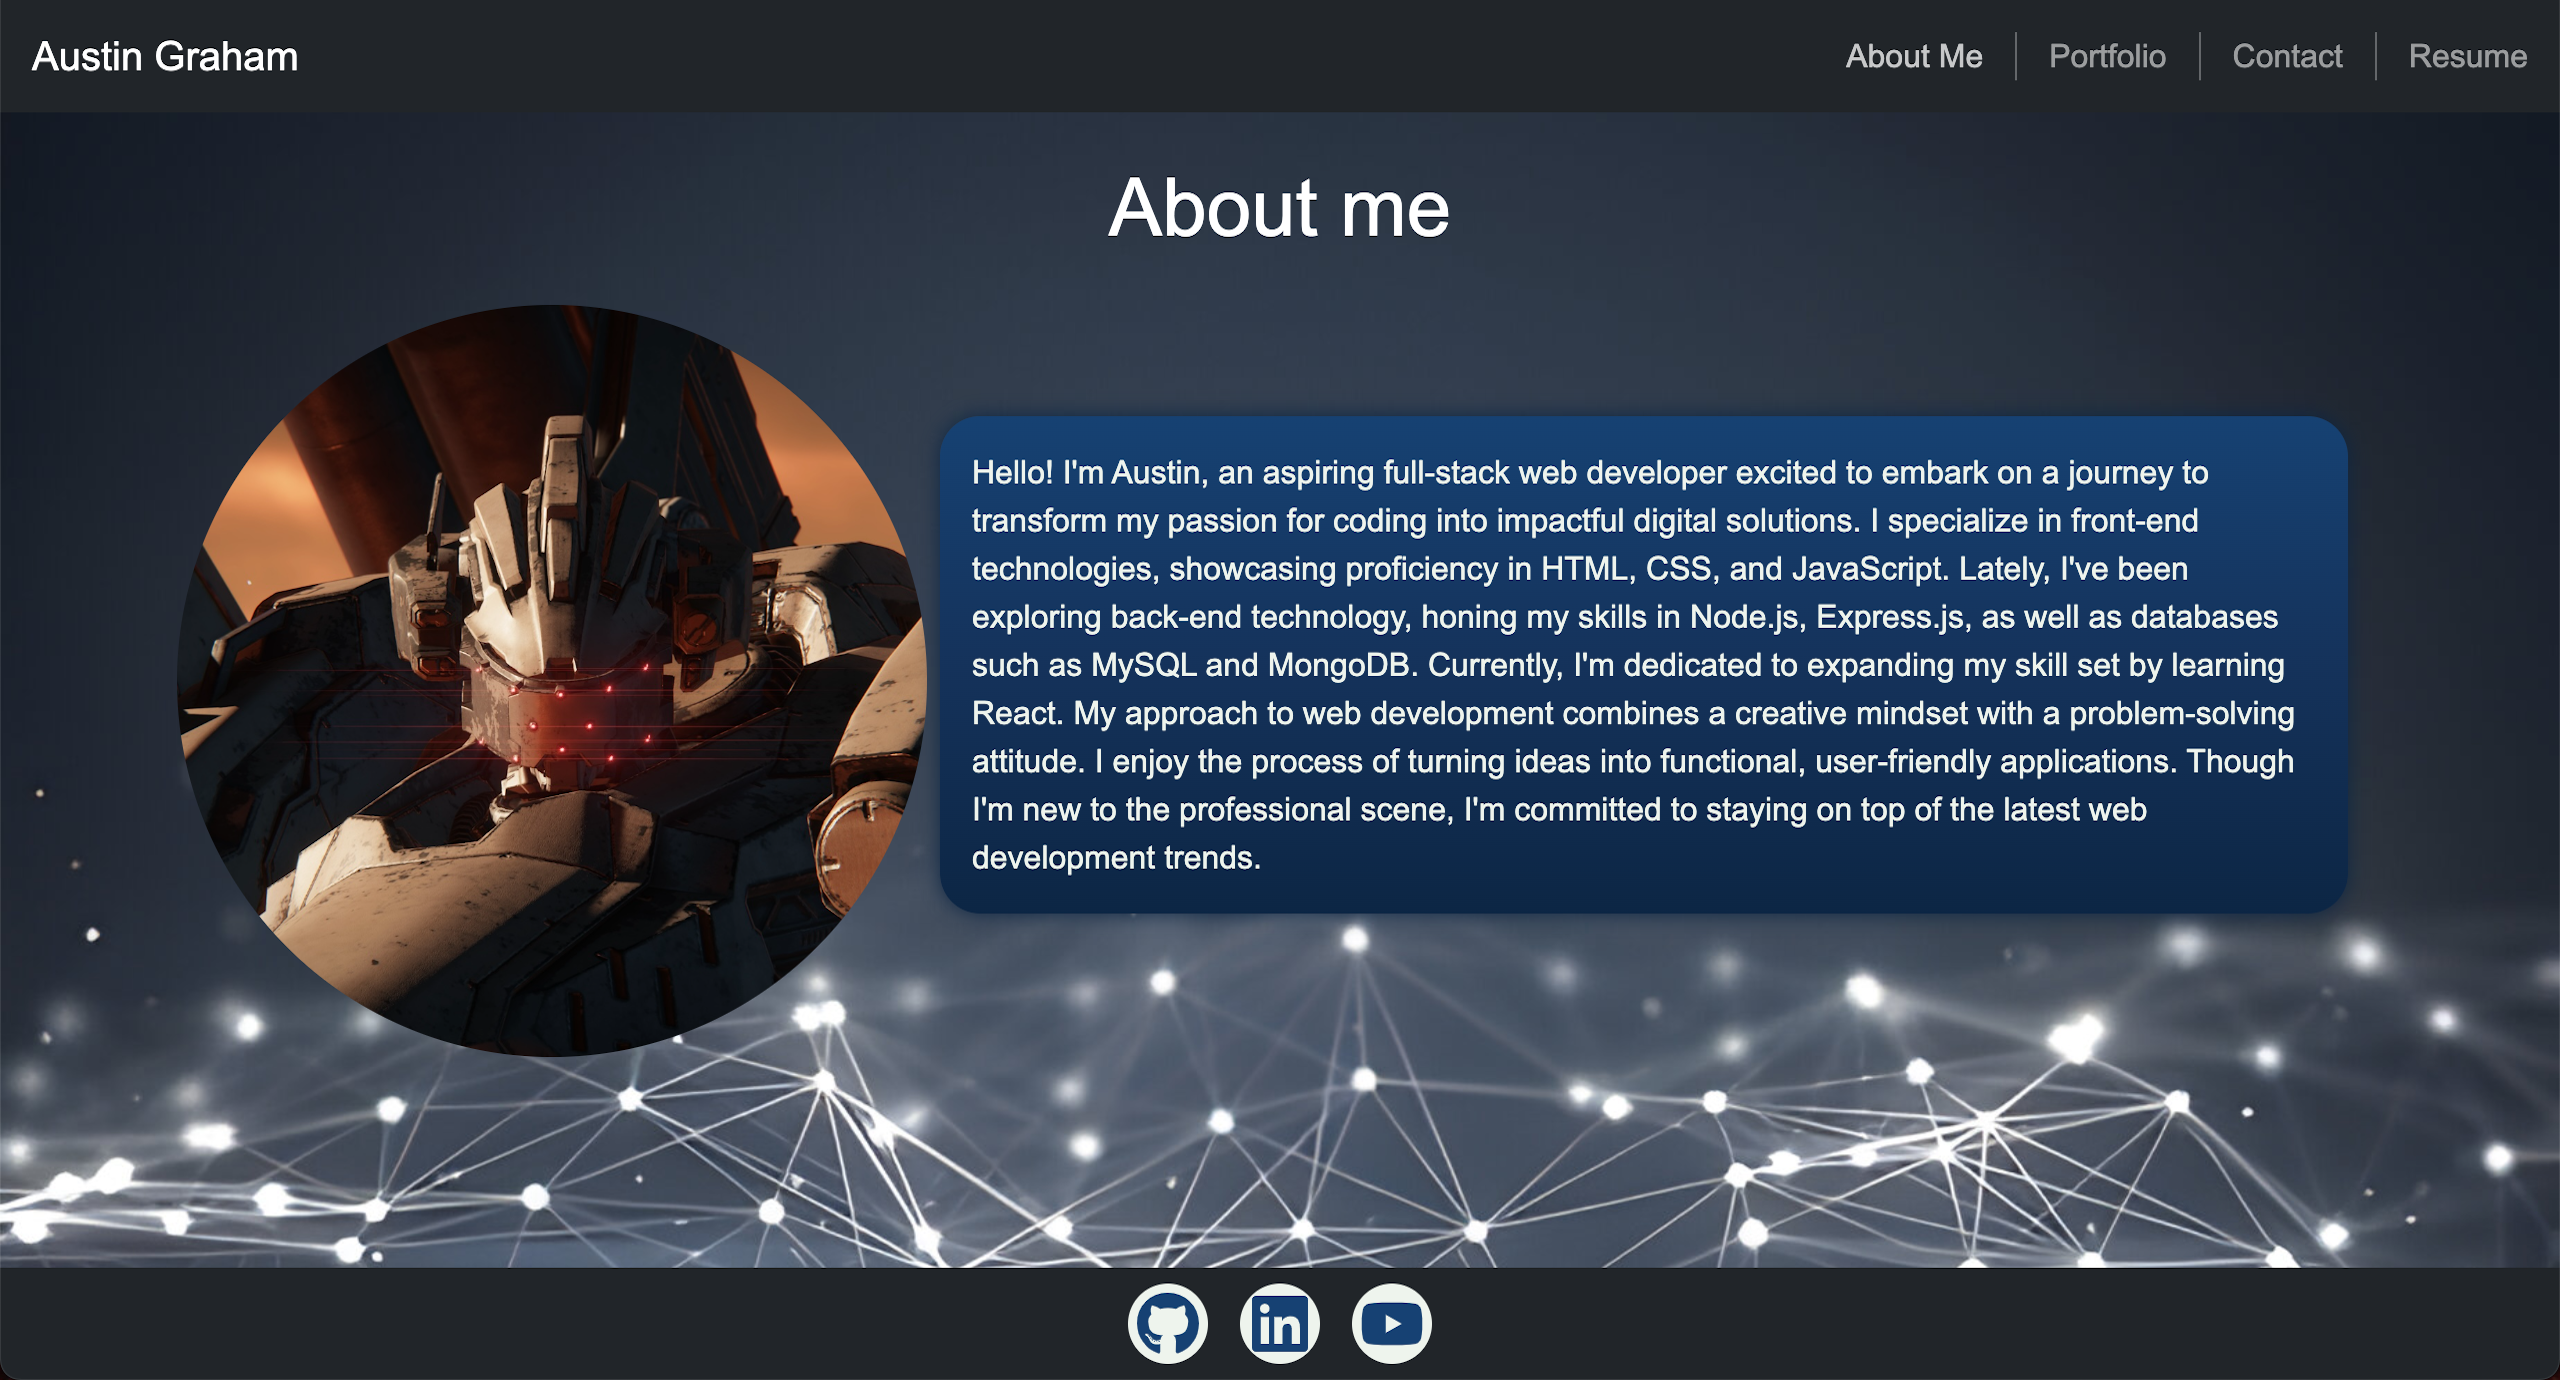 Austin Graham
About Me
Portfolio
Contact
Resume
About me
Hello! I'm Austin, an aspiring full-stack web developer excited to embark on a journey to
transform my passion for coding into impactful digital solutions. I specialize in front-end
technologies, showcasing proficiency in HTML, CSS, and JavaScript. Lately, I've been
exploring back-end technology, honing my skills in Node.js, Express.js, as well as databases
such as MySQL and MongoDB. Currently, I'm dedicated to expanding my skill set by learning
React. My approach to web development combines a creative mindset with a problem-solving
attitude. I enjoy the process of turning ideas into functional, user-friendly applications. Though
I'm new to the professional scene, I'm committed to staying on top of the latest web
development trends.
in